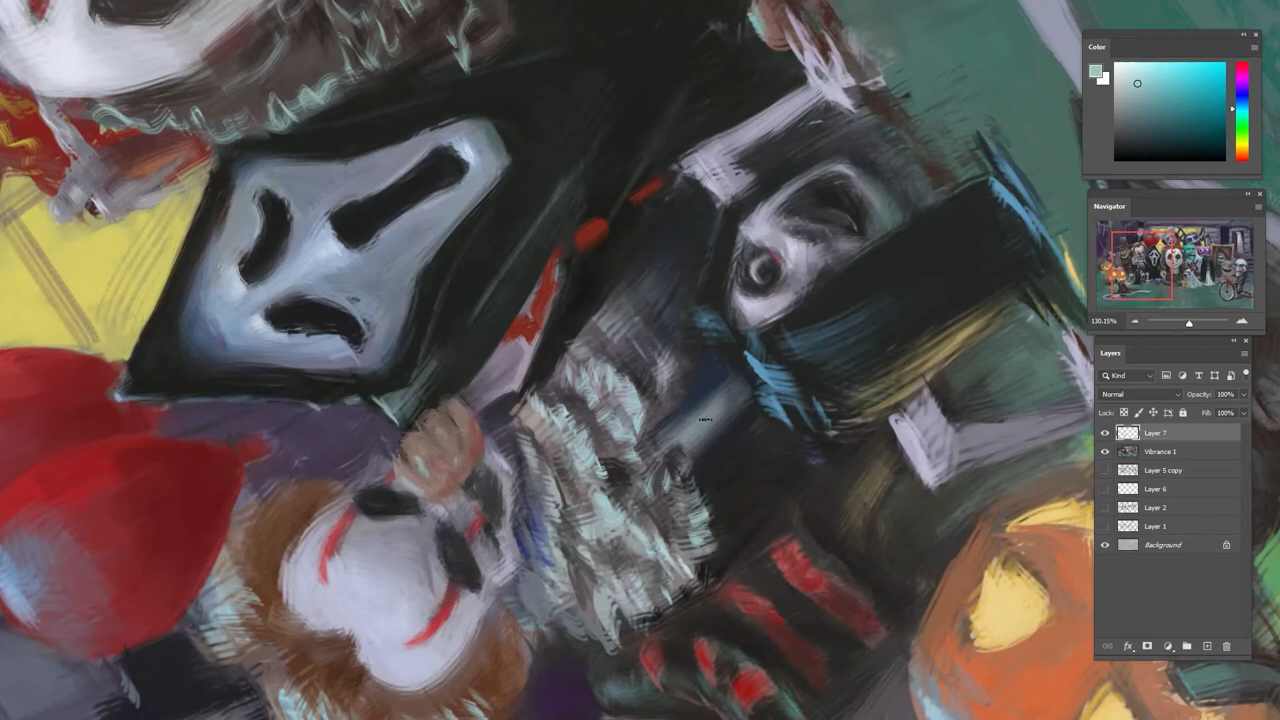 Color
Navigator
130.15%
Layers
Kind
Normal
Opacity: 100%
Lock:
Fill: 100%
Layer 7
Vibrance 1
Layer 5 copy
Layer 6
Layer 2
Layer 1
Background
fx